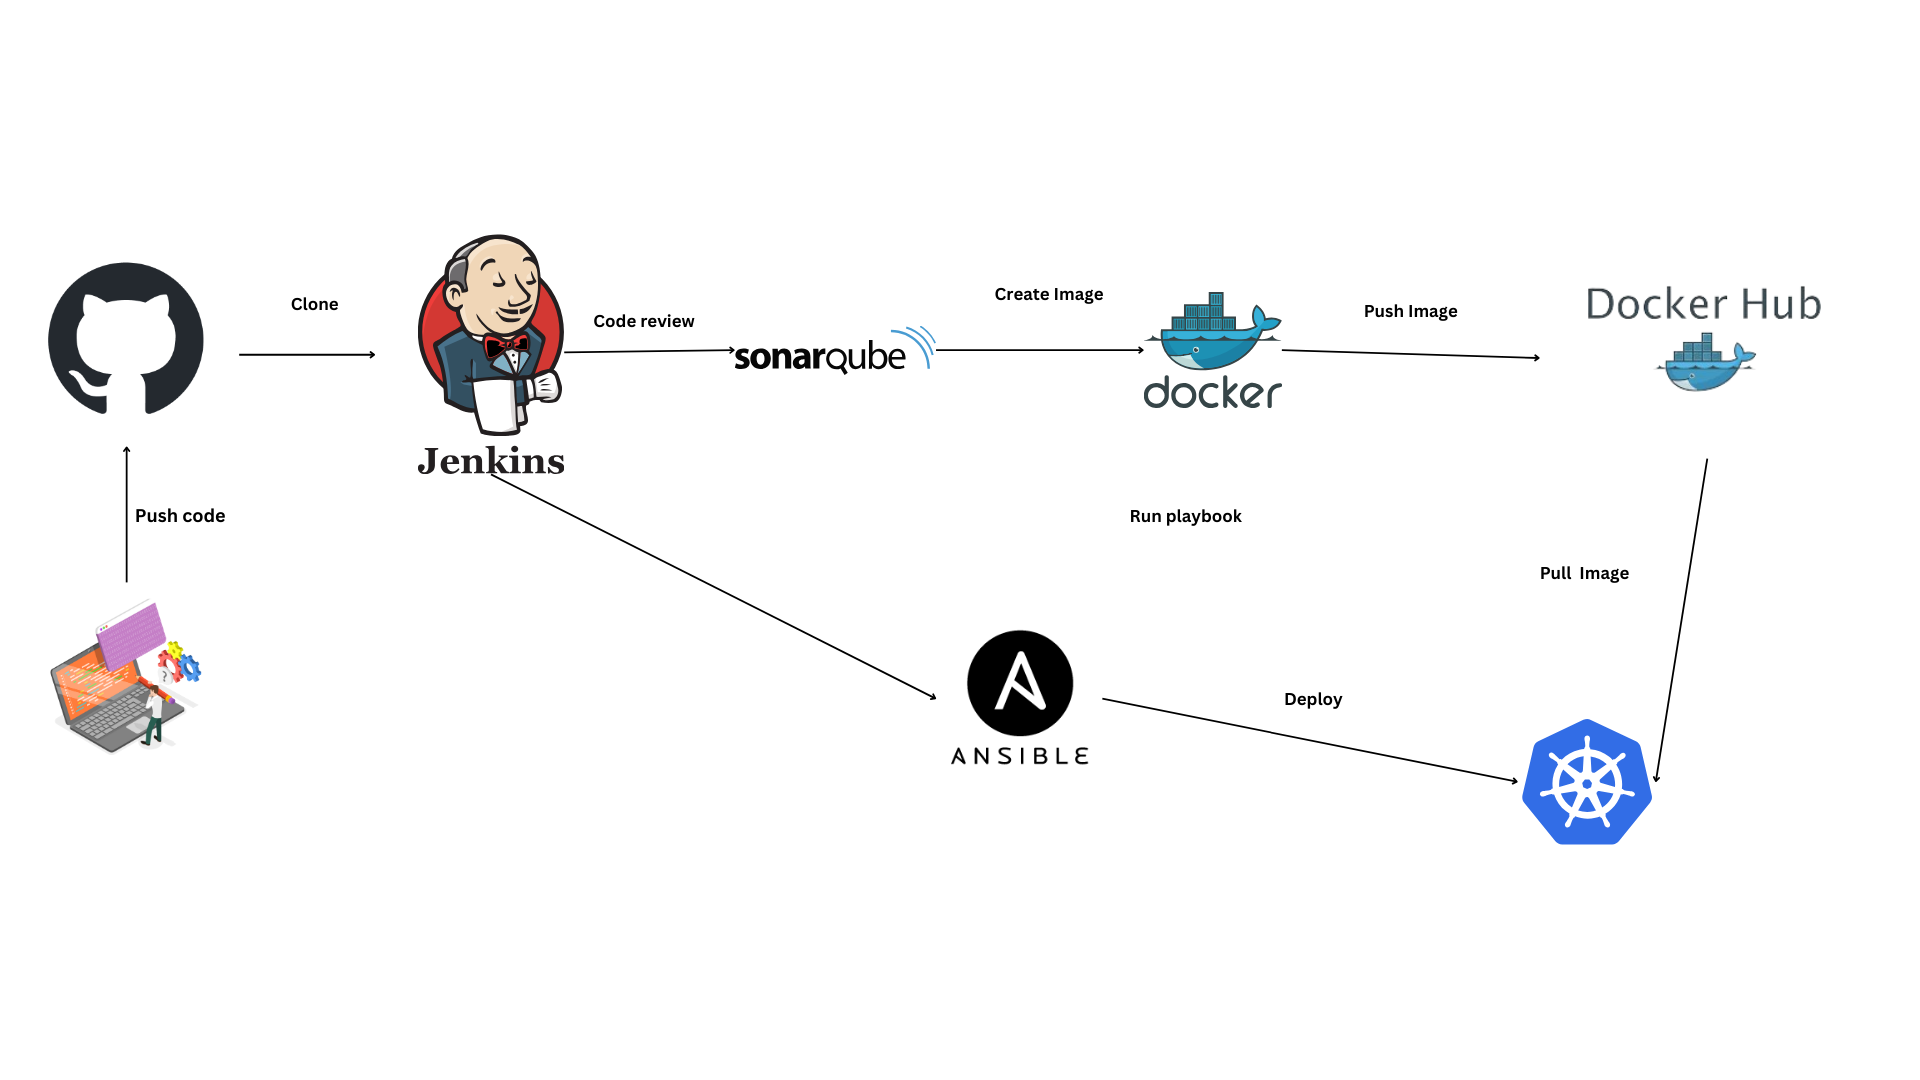 Docker Hub
Clone
Create Image
Push Image
Code review
sonarqube
docker
Jenkins
Push code
Run playbook
Pull  Image
Deploy
ANSIBLE